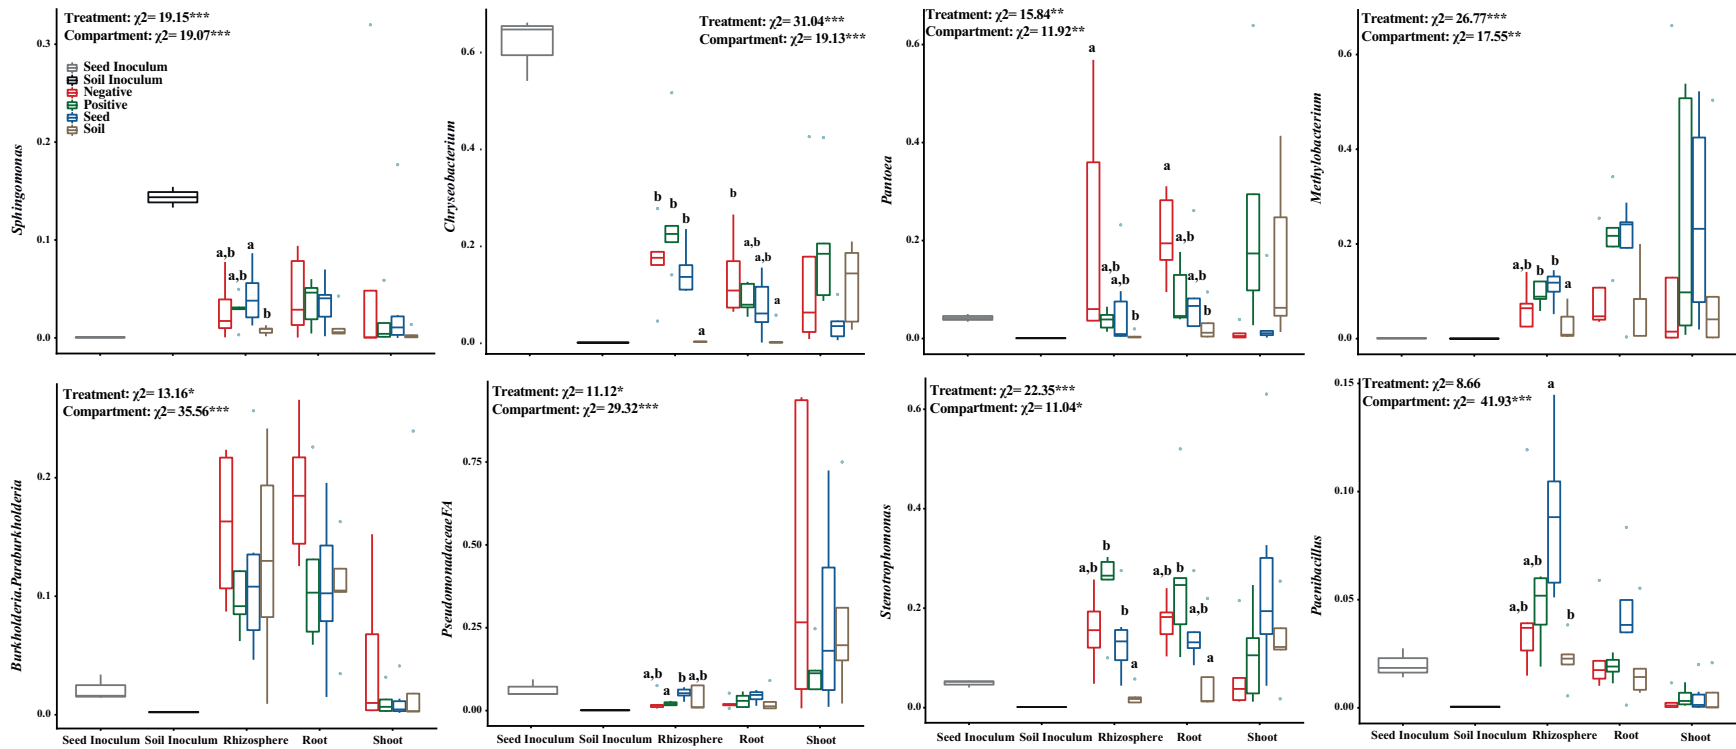 Treatment: χ2= 19.15***
Compartment: χ2= 19.07***
0.3
Seed Inoculum
Soil Inoculum
Negative
Positive
Seed
Soil
0.2
0.1
0.0
Sphingomonas
a,b
a,b
a
b
Treatment: χ2= 31.04***
Compartment: χ2= 19.13***
0.6
0.4
0.2
0.0
Chryseobacterium
b
b
b
a
b
a,b
a,b
a
Treatment: χ2= 15.84**
Compartment: χ2= 11.92**
0.6
0.4
0.2
0.0
Pantoea
a
a,b
a,b
b
a
a,b
a,b
b
Treatment: χ2= 26.77***
Compartment: χ2= 17.55**
0.6
0.4
0.2
0.0
Methylobacterium
a,b
b
b
a
Treatment: χ2= 13.16*
Compartment: χ2= 35.56***
0.2
0.1
0.0
Burkholderia.Paraburkholderia
Seed Inoculum Soil Inoculum Rhizosphere Root Shoot
Treatment: χ2= 11.12*
Compartment: χ2= 29.32***
0.75
0.50
0.25
0.00
PseudomonadaceaeFA
a,b
a
b
a,b
Seed Inoculum Soil Inoculum Rhizosphere Root Shoot
Treatment: χ2= 22.35***
Compartment: χ2= 11.04*
0.6
0.4
0.2
0.0
Stenotrophomonas
a,b
b
b
a
a,b
b
a,b
a
Seed Inoculum Soil Inoculum Rhizosphere Root Shoot
Treatment: χ2= 8.66
Compartment: χ2= 41.93***
0.15
0.10
0.05
0.00
Paenibacillus
a,b
a,b
a
b
Seed Inoculum Soil Inoculum Rhizosphere Root Shoot